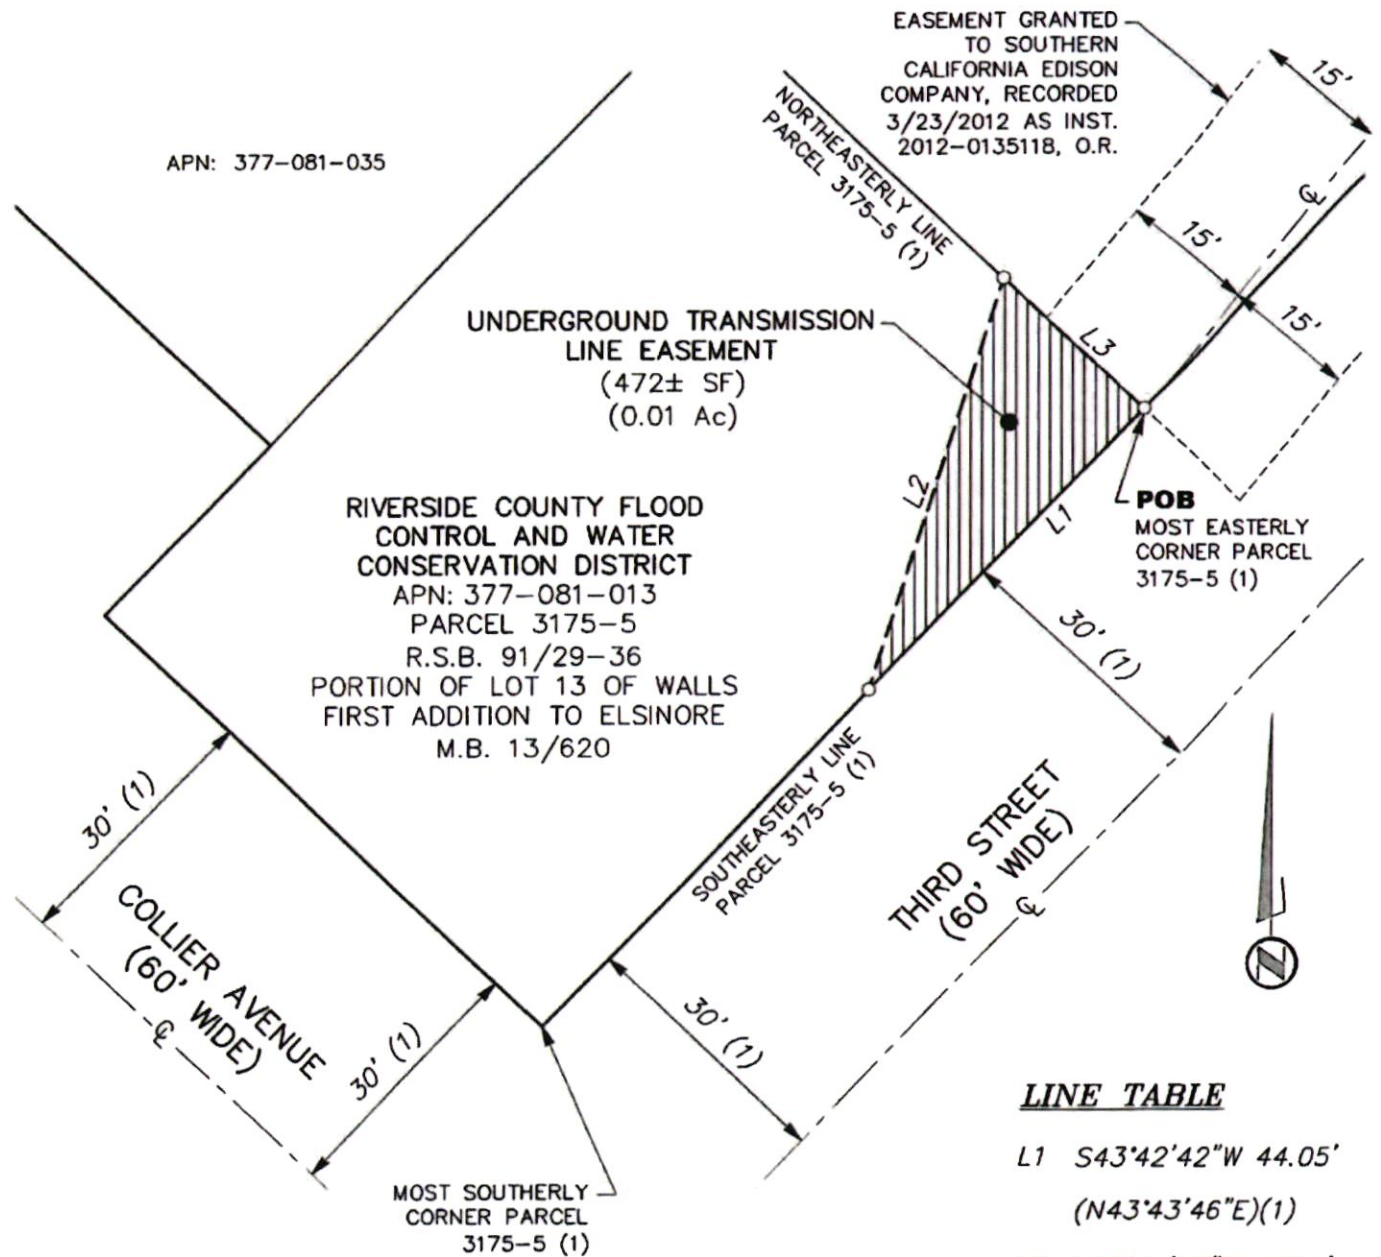 EASEMENT GRANTED
TO SOUTHERN
CALIFORNIA EDISON
COMPANY, RECORDED
3/23/2012 AS INST.
2012-0135118, O.R.
15'
APN: 377-081-035
NORTHEASTERLY LINE
PARCEL 3175-5 (1)
℄
15'
15'
UNDERGROUND TRANSMISSION
LINE EASEMENT
(472± SF)
(0.01 Ac)
L3
L2
L1
POB
MOST EASTERLY
CORNER PARCEL
3175-5 (1)
RIVERSIDE COUNTY FLOOD
CONTROL AND WATER
CONSERVATION DISTRICT
APN: 377-081-013
PARCEL 3175-5
R.S.B. 91/29-36
PORTION OF LOT 13 OF WALLS
FIRST ADDITION TO ELSINORE
M.B. 13/620
30' (1)
SOUTHEASTERLY LINE
PARCEL 3175-5 (1)
THIRD STREET
(60' WIDE)
℄
30' (1)
COLLIER AVENUE
(60' WIDE)
℄
30' (1)
30' (1)
N
MOST SOUTHERLY
CORNER PARCEL
3175-5 (1)
LINE TABLE
L1 S43°42'42"W 44.05'
(N43°43'46"E)(1)